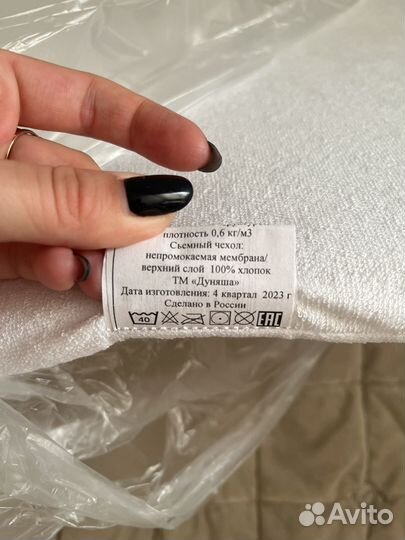 плотность 0,6 кг/м3
Съемный чехол:
непромокаемая мембрана/
верхний слой 100% хлопок
ТМ «Дуняша»
Дата изготовления: 4 квартал 2023 г
Сделано в России
40 EAC
Avito